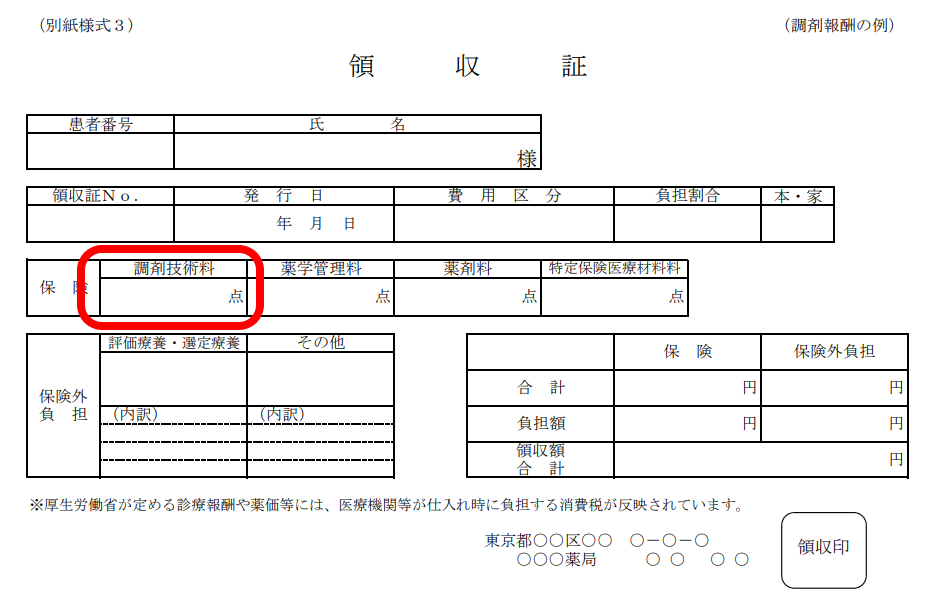 （別紙様式３） （調剤報酬の例）
領 収 証
患者番号 氏 名
様
領収証Ｎｏ． 発 行 日 費 用 区 分 負担割合 本・家
年 月 日
調剤技術料 薬学管理料 薬剤料 特定保険医療材料料
保 険 点 点 点 点
評価療養・選定療養 その他
保険外
負 担
（内訳） （内訳）
保 険 保険外負担
合 計 円 円
負担額 円 円
領収額
合 計 円
※厚生労働省が定める診療報酬や薬価等には、医療機関等が仕入れ時に負担する消費税が反映されています。
東京都○○区○○ ○－○－○
○○○薬局 ○ ○ ○ ○
領収印